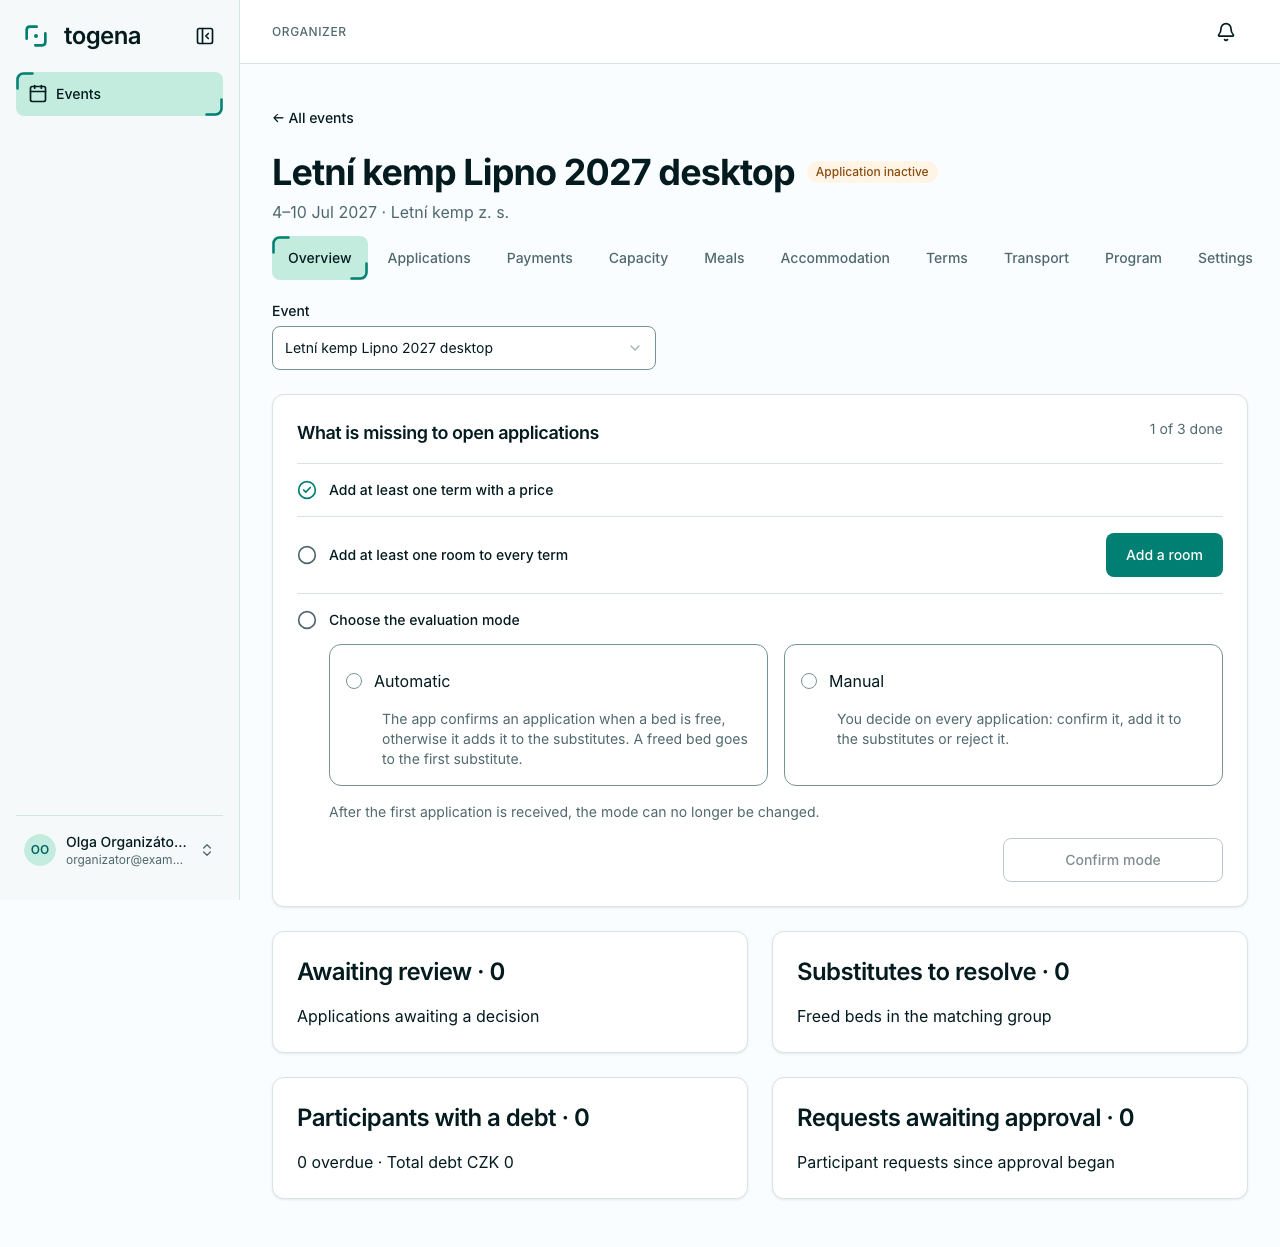 togena
ORGANIZER
Events
← All events
Letní kemp Lipno 2027 desktop
Application inactive
4–10 Jul 2027 · Letní kemp z. s.
Overview
Applications
Payments
Capacity
Meals
Accommodation
Terms
Transport
Program
Settings
Event
Letní kemp Lipno 2027 desktop
What is missing to open applications
1 of 3 done
Add at least one term with a price
Add at least one room to every term
Add a room
Choose the evaluation mode
Automatic
The app confirms an application when a bed is free,
otherwise it adds it to the substitutes. A freed bed goes
to the first substitute.
Manual
You decide on every application: confirm it, add it to
the substitutes or reject it.
After the first application is received, the mode can no longer be changed.
Confirm mode
OO
Olga Organizáto...
organizator@exam...
Awaiting review · 0
Applications awaiting a decision
Substitutes to resolve · 0
Freed beds in the matching group
Participants with a debt · 0
0 overdue · Total debt CZK 0
Requests awaiting approval · 0
Participant requests since approval began